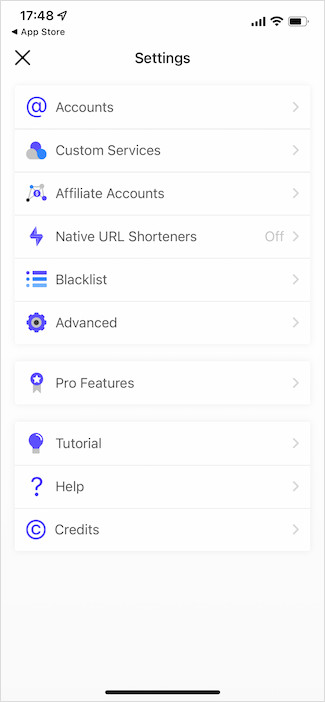 17:48
◀ App Store
Settings
Accounts
Custom Services
Affiliate Accounts
Native URL Shorteners Off
Blacklist
Advanced
Pro Features
Tutorial
Help
Credits